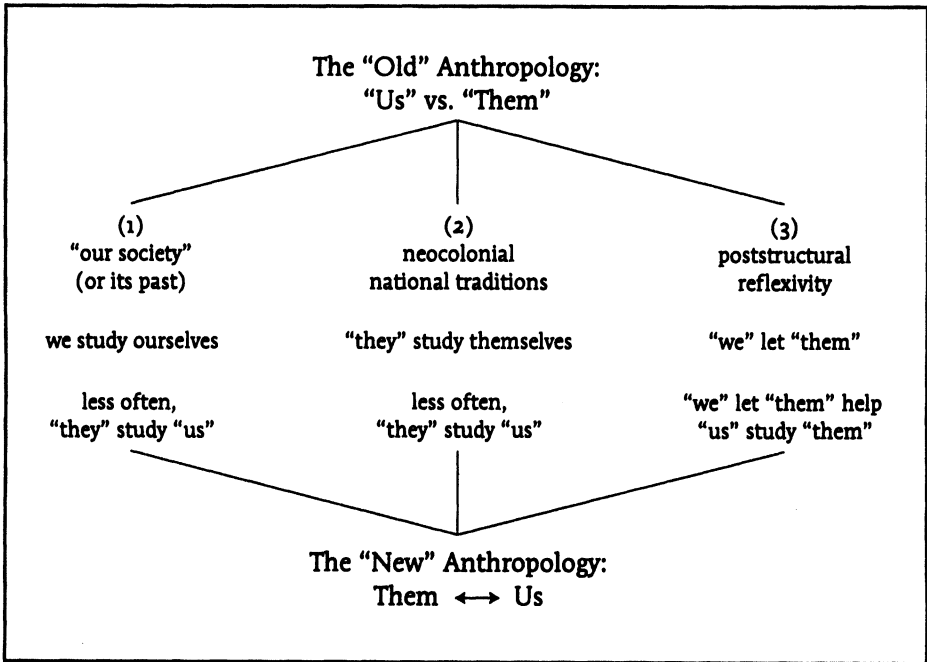 The “Old” Anthropology:
“Us” vs. “Them”
(1)
“our society”
(or its past)
we study ourselves
less often,
“they” study “us”
(2)
neocolonial
national traditions
“they” study themselves
less often,
“they” study “us”
(3)
poststructural
reflexivity
“we” let “them”
“we” let “them” help
“us” study “them”
The “New” Anthropology:
Them ↔ Us